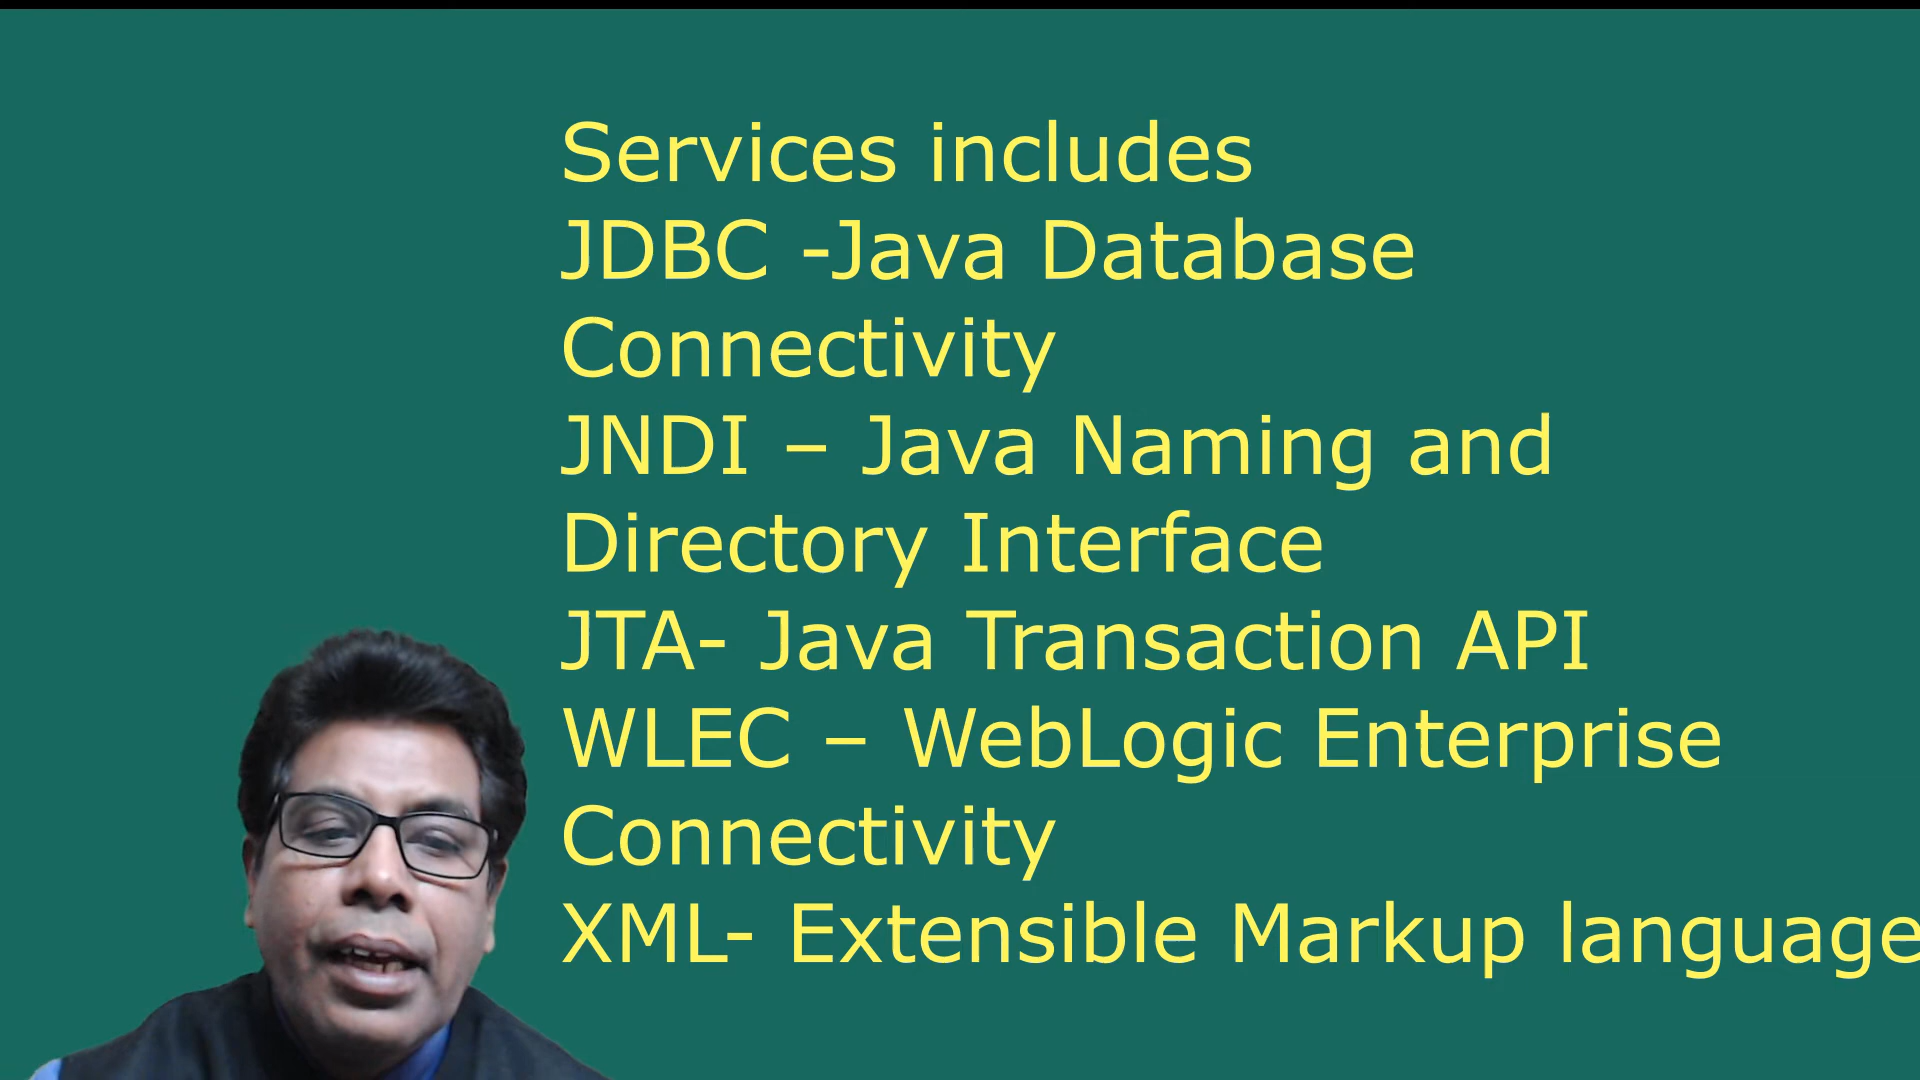 Services includes
JDBC -Java Database
Connectivity
JNDI – Java Naming and
Directory Interface
JTA- Java Transaction API
WLEC – WebLogic Enterprise
Connectivity
XML- Extensible Markup language